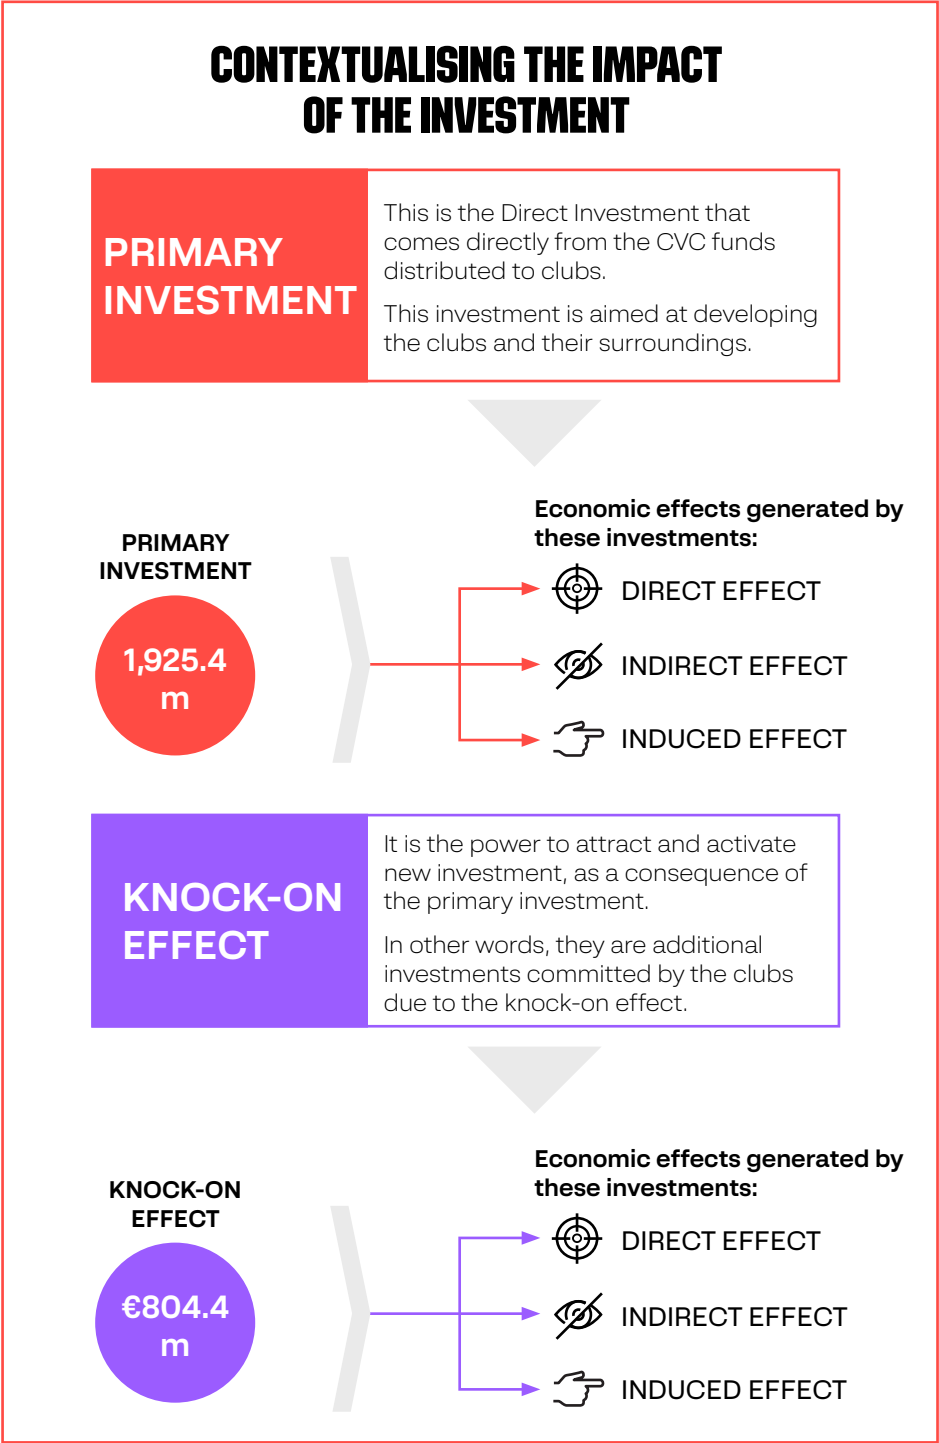 CONTEXTUALISING THE IMPACT
OF THE INVESTMENT
PRIMARY
INVESTMENT
This is the Direct Investment that
comes directly from the CVC funds
distributed to clubs.
This investment is aimed at developing
the clubs and their surroundings.
PRIMARY
INVESTMENT
1,925.4
m
Economic effects generated by
these investments:
DIRECT EFFECT
INDIRECT EFFECT
INDUCED EFFECT
KNOCK-ON
EFFECT
It is the power to attract and activate
new investment, as a consequence of
the primary investment.
In other words, they are additional
investments committed by the clubs
due to the knock-on effect.
KNOCK-ON
EFFECT
€804.4
m
Economic effects generated by
these investments:
DIRECT EFFECT
INDIRECT EFFECT
INDUCED EFFECT